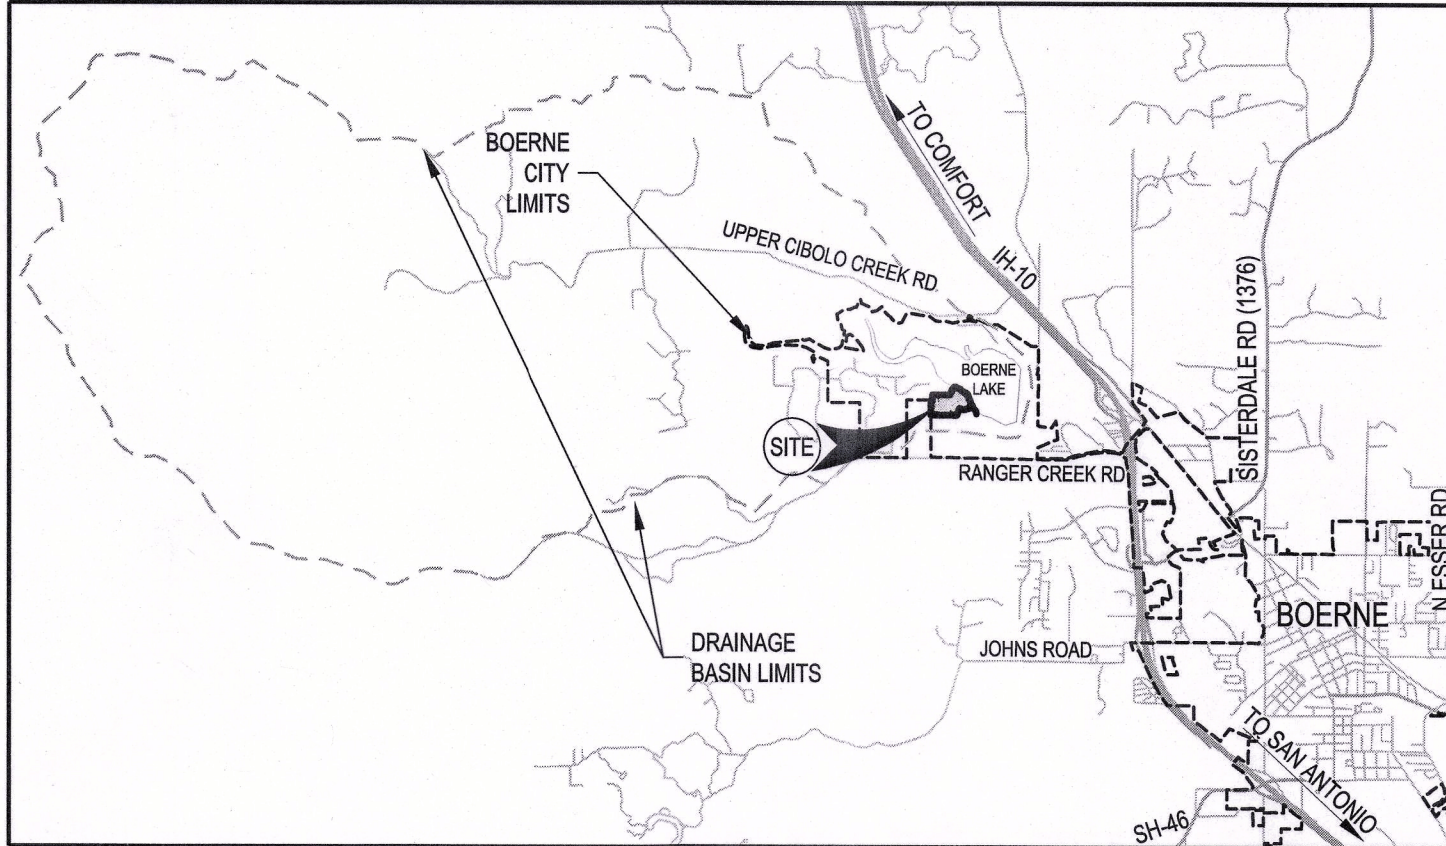 BOERNE
CITY
LIMITS
TO COMFORT
UPPER CIBOLO CREEK RD
IH-10
SISTERDALE RD (1376)
BOERNE
LAKE
SITE
RANGER CREEK RD
N ESSER RD
BOERNE
DRAINAGE
BASIN LIMITS
JOHNS ROAD
TO SAN ANTONIO
SH-46